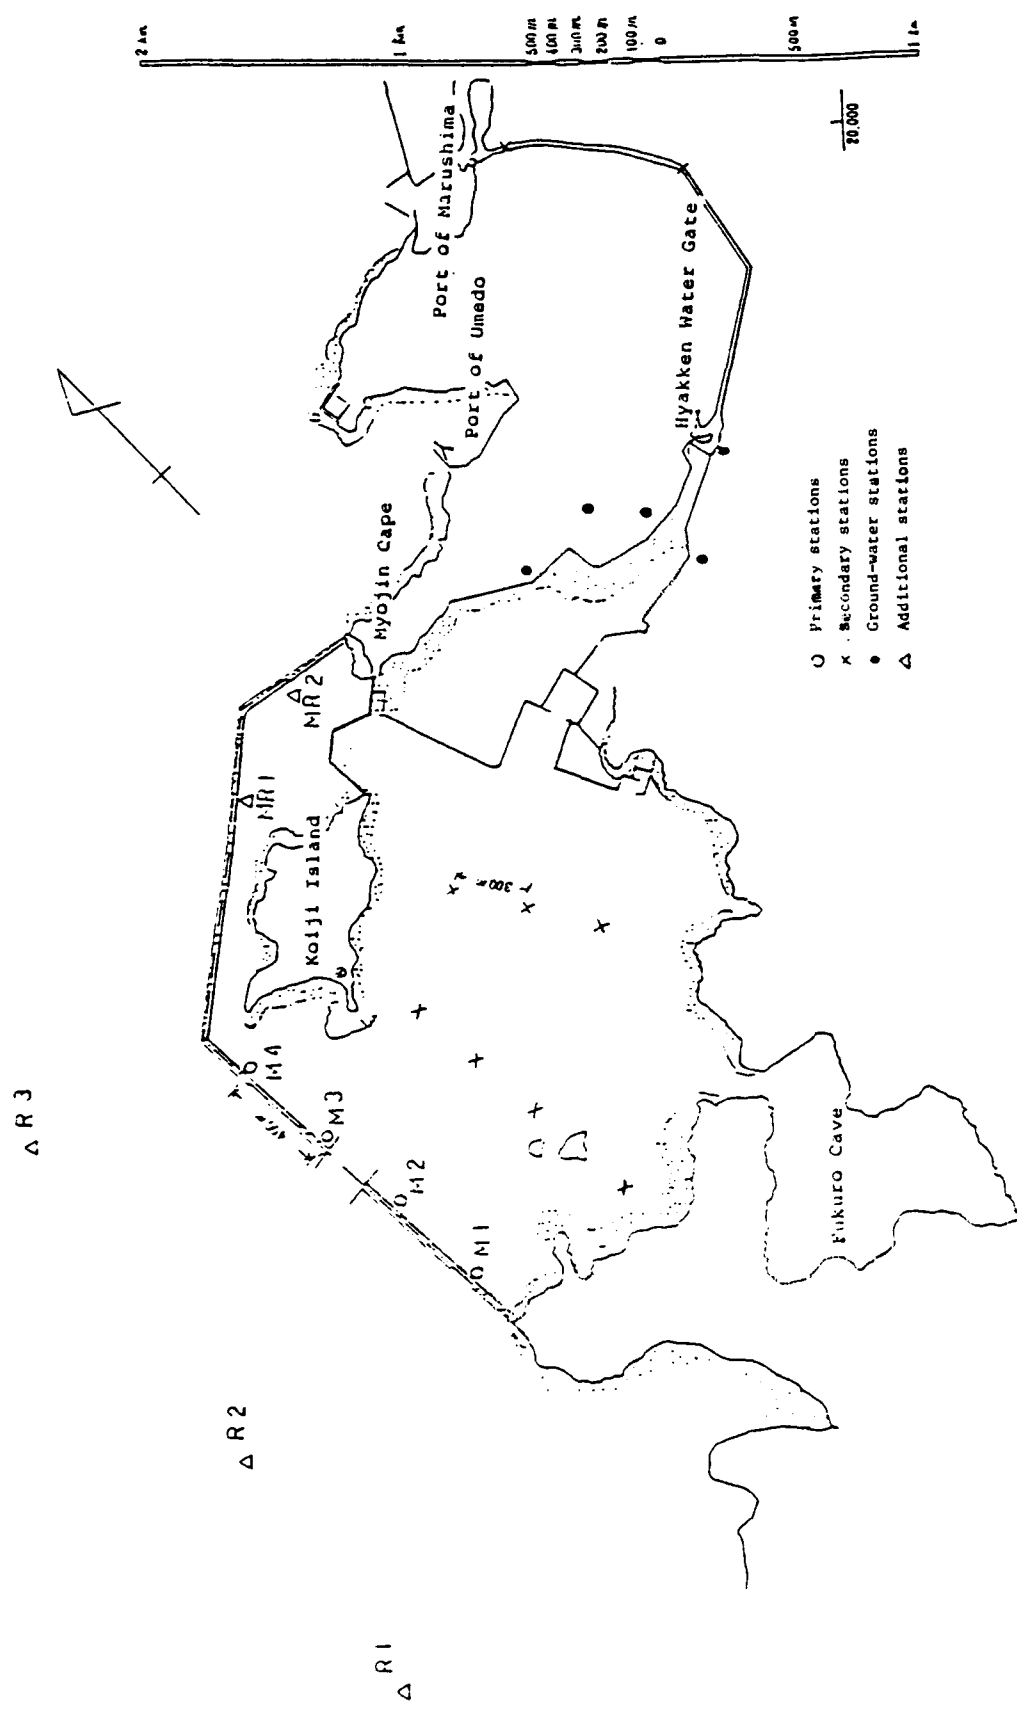 2 km
1 km
500m
400m
300m
200m
100m
0
500m
1 km
1
20,000
Port of Marushima
Port of Umedo
Hyakken Water Gate
Myojin Cape
MR2
MR1
Koiji Island
300m
M4
M3
M2
M1
Fukuro Cave
R3
R2
R1
O Primary stations
x Secondary stations
● Ground-water stations
△ Additional stations